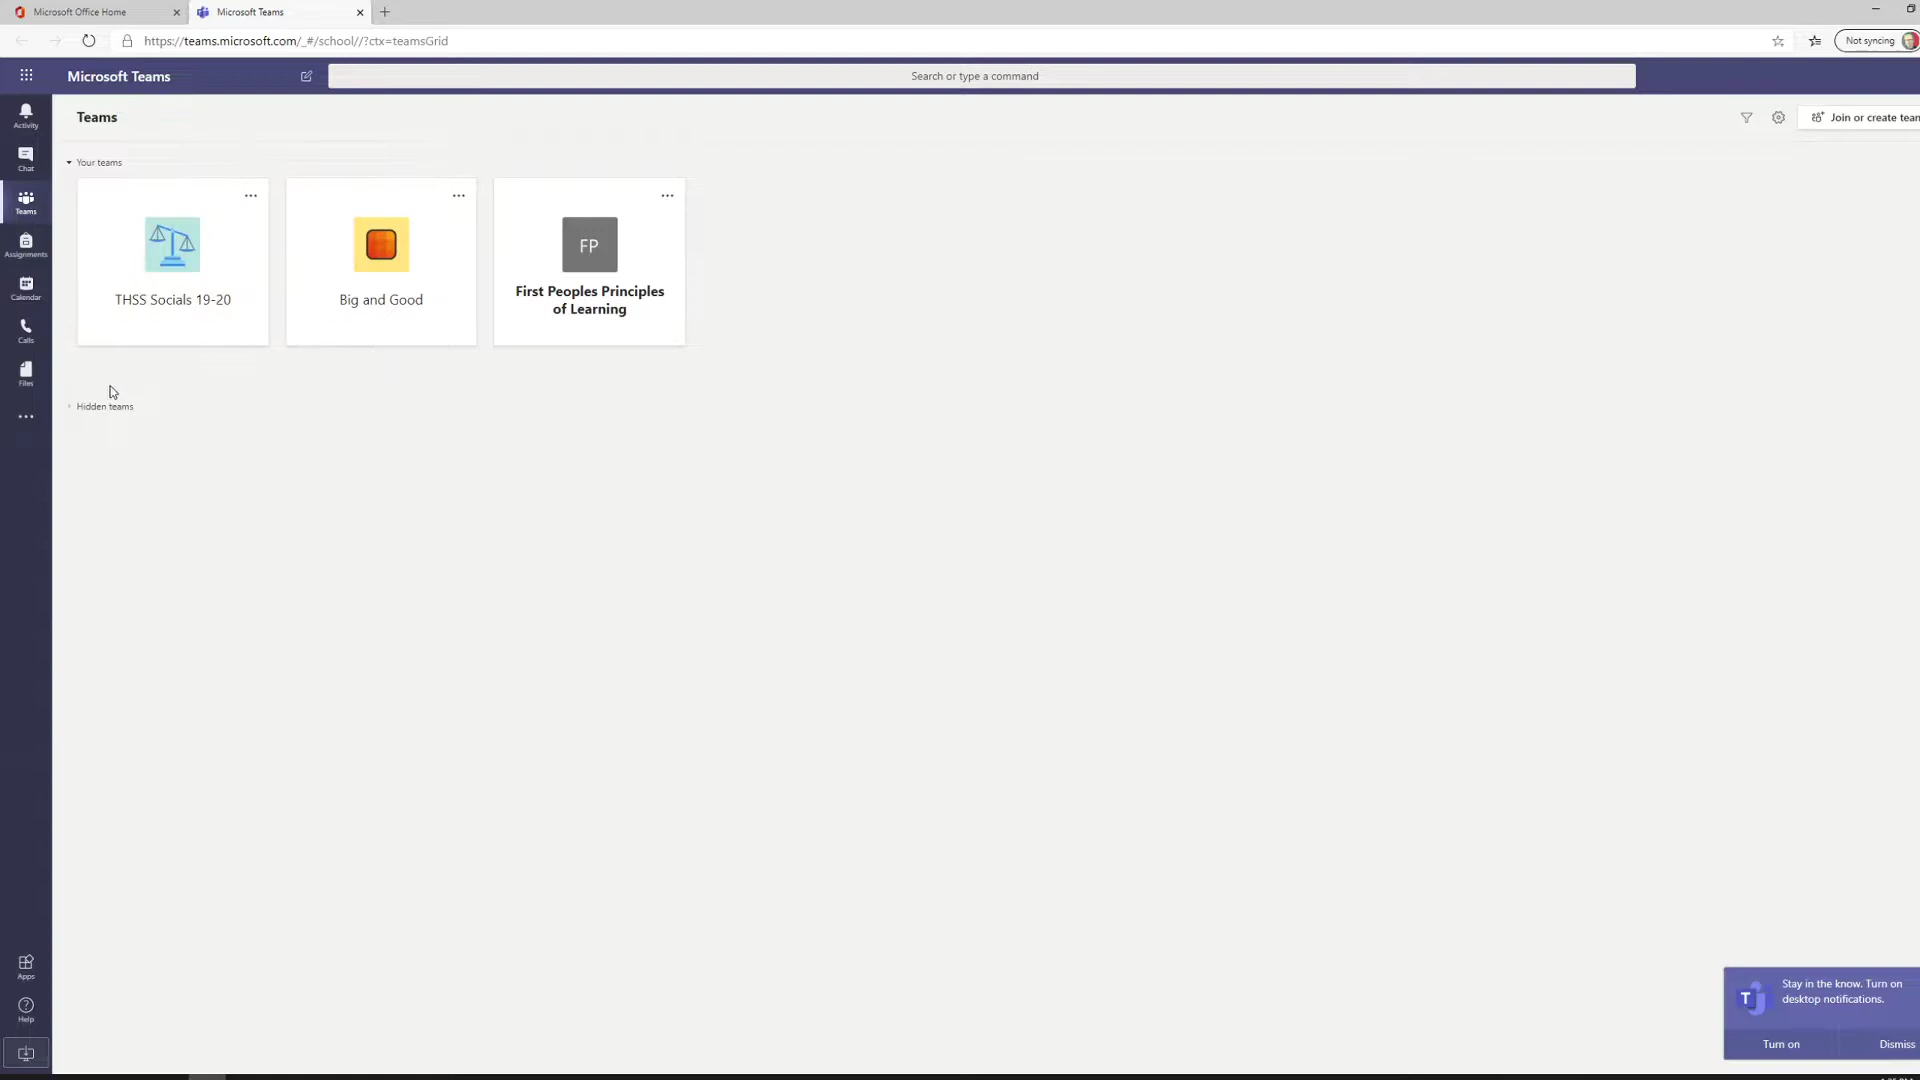 Microsoft Office Home
Microsoft Teams
https://teams.microsoft.com/_#/school//?ctx=teamsGrid
Not syncing
Microsoft Teams
Search or type a command
Activity
Chat
Teams
Assignments
Calendar
Calls
Files
Apps
Help
Teams
Join or create team
Your teams
THSS Socials 19-20
Big and Good
FP
First Peoples Principles
of Learning
Hidden teams
Stay in the know. Turn on
desktop notifications.
Turn on
Dismiss